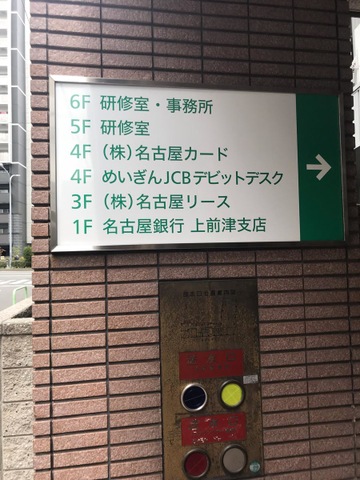 6F 研修室・事務所
5F 研修室
4F (株)名古屋カード
4F めいぎんJCBデビットデスク
3F (株)名古屋リース
1F 名古屋銀行 上前津支店